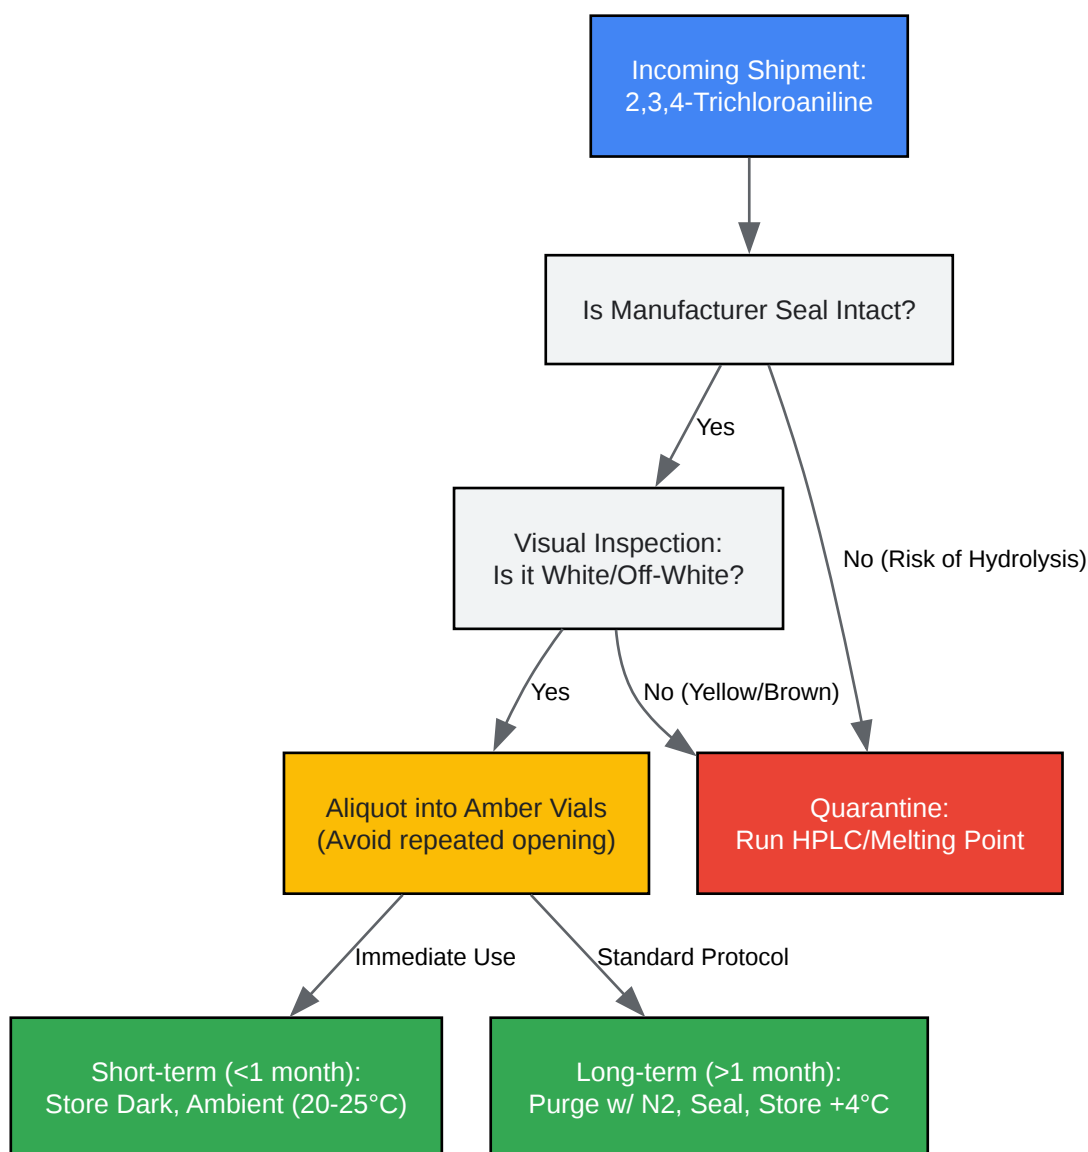 Incoming Shipment:
2,3,4-Trichloroaniline
Is Manufacturer Seal Intact?
Yes
No (Risk of Hydrolysis)
Visual Inspection:
Is it White/Off-White?
Yes
No (Yellow/Brown)
Aliquot into Amber Vials
(Avoid repeated opening)
Quarantine:
Run HPLC/Melting Point
Immediate Use
Standard Protocol
Short-term (<1 month):
Store Dark, Ambient (20-25°C)
Long-term (>1 month):
Purge w/ N2, Seal, Store +4°C